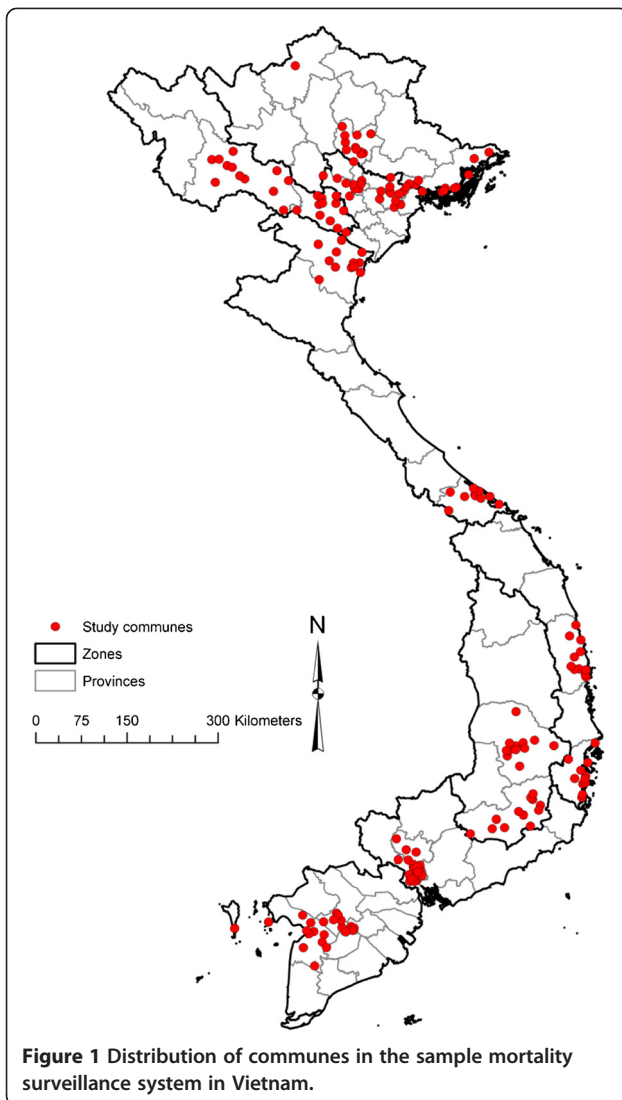 N
Study communes
Zones
Provinces
0 75 150 300 Kilometers
Figure 1 Distribution of communes in the sample mortality
surveillance system in Vietnam.